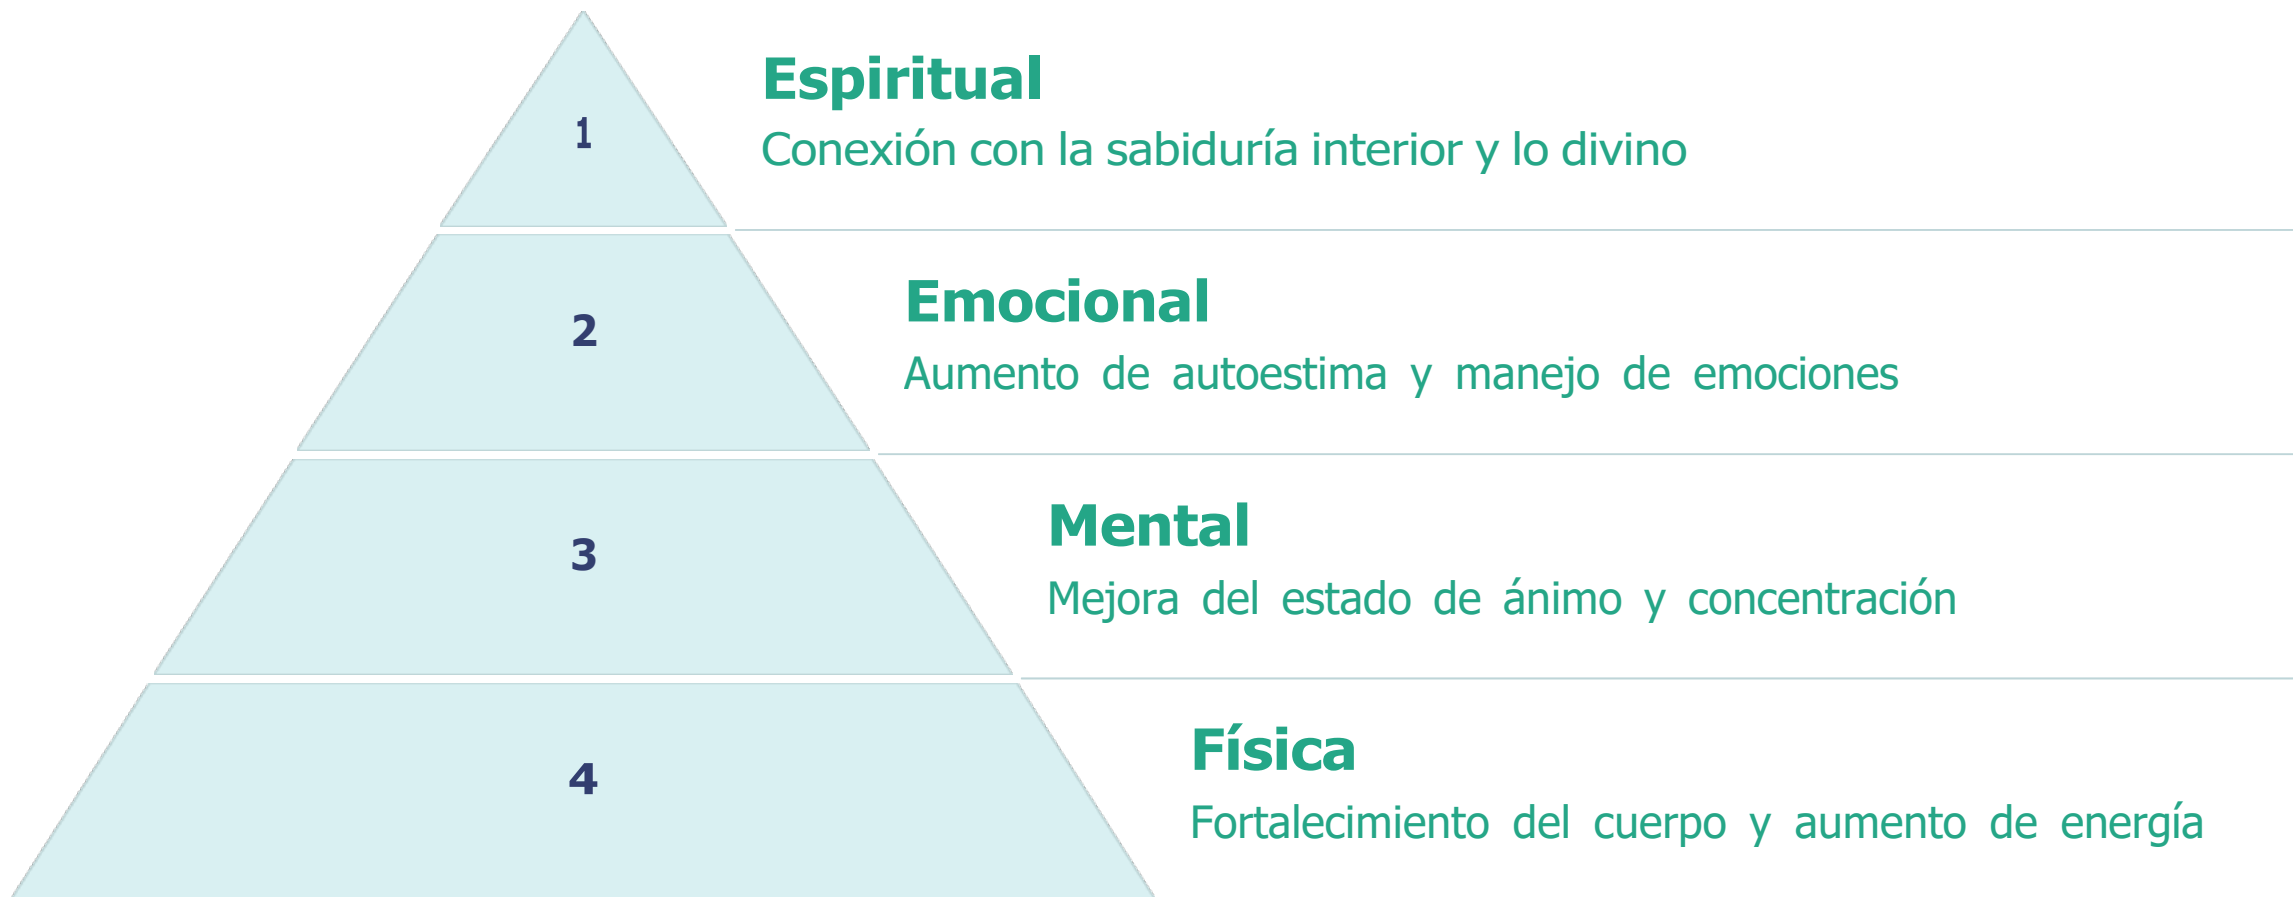 1
Espiritual
Conexión con la sabiduría interior y lo divino
2
Emocional
Aumento de autoestima y manejo de emociones
3
Mental
Mejora del estado de ánimo y concentración
4
Física
Fortalecimiento del cuerpo y aumento de energía